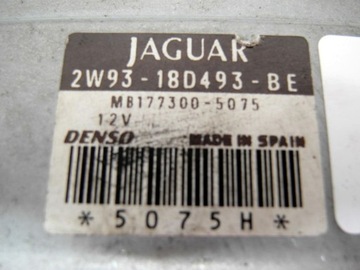 JAGUAR
2W93-18D493-BE
MB177300-5075
12V
DENSO MADE IN SPAIN
*5075H*